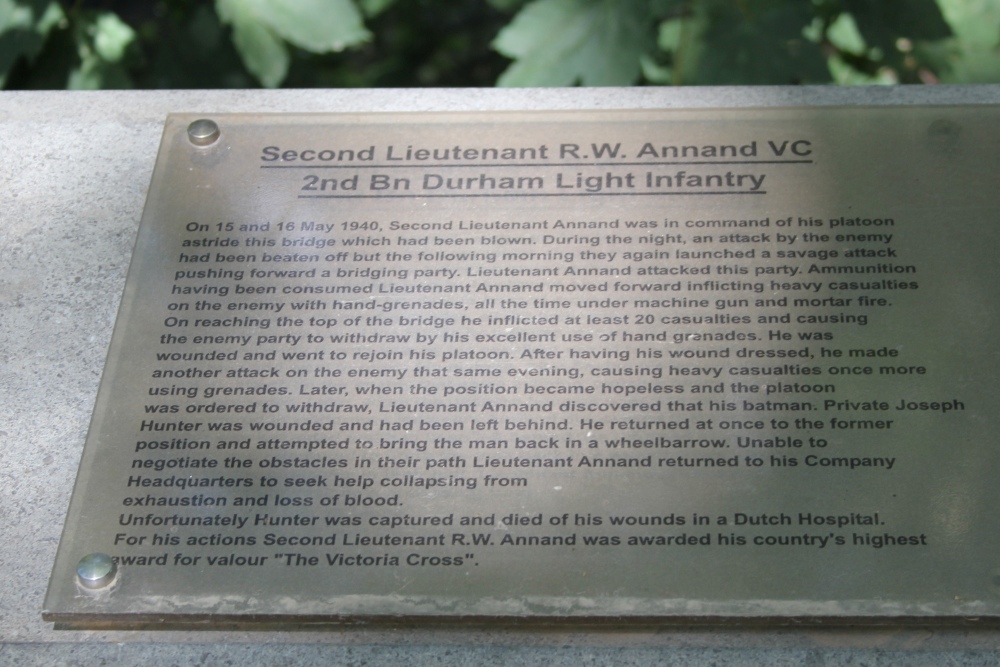 Second Lieutenant R.W. Annand VC
2nd Bn Durham Light Infantry
On 15 and 16 May 1940, Second Lieutenant Annand was in command of his platoon
astride this bridge which had been blown. During the night, an attack by the enemy
had been beaten off but the following morning they again launched a savage attack
pushing forward a bridging party. Lieutenant Annand attacked this party. Ammunition
having been consumed Lieutenant Annand moved forward inflicting heavy casualties
on the enemy with hand-grenades, all the time under machine gun and mortar fire.
On reaching the top of the bridge he inflicted at least 20 casualties and causing
the enemy party to withdraw by his excellent use of hand grenades. He was
wounded and went to rejoin his platoon. After having his wound dressed, he made
another attack on the enemy that same evening, causing heavy casualties once more
using grenades. Later, when the position became hopeless and the platoon
was ordered to withdraw, Lieutenant Annand discovered that his batman. Private Joseph
Hunter was wounded and had been left behind. He returned at once to the former
position and attempted to bring the man back in a wheelbarrow. Unable to
negotiate the obstacles in their path Lieutenant Annand returned to his Company
Headquarters to seek help collapsing from
exhaustion and loss of blood.
Unfortunately Hunter was captured and died of his wounds in a Dutch Hospital.
For his actions Second Lieutenant R.W. Annand was awarded his country's highest
award for valour "The Victoria Cross".